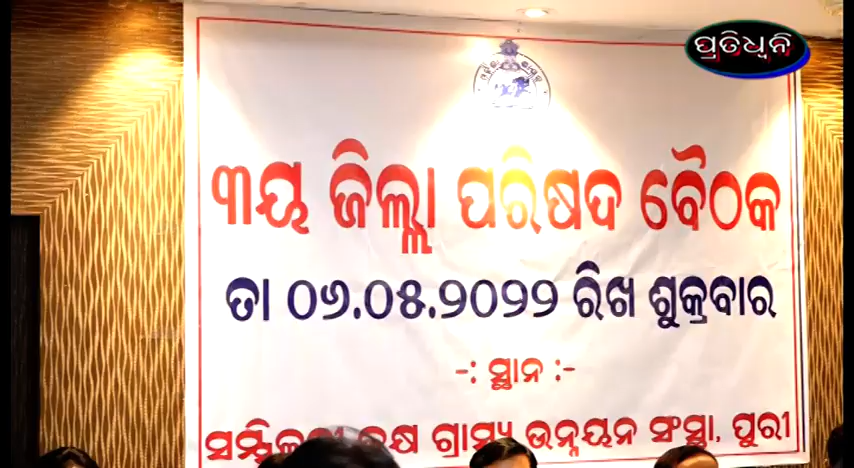 ପ୍ରତିଧ୍ୱନି
୩ୟ ଜିଲ୍ଲା ପରିଷଦ ବୈଠକ
ତା ୦୬.୦୫.୨୦୨୨ ରିଖ ଶୁକ୍ରବାର
-: ସ୍ଥାନ :-
ଗ୍ରାମ୍ୟ ଉନ୍ନୟନ ସଂସ୍ଥା, ପୁରୀ